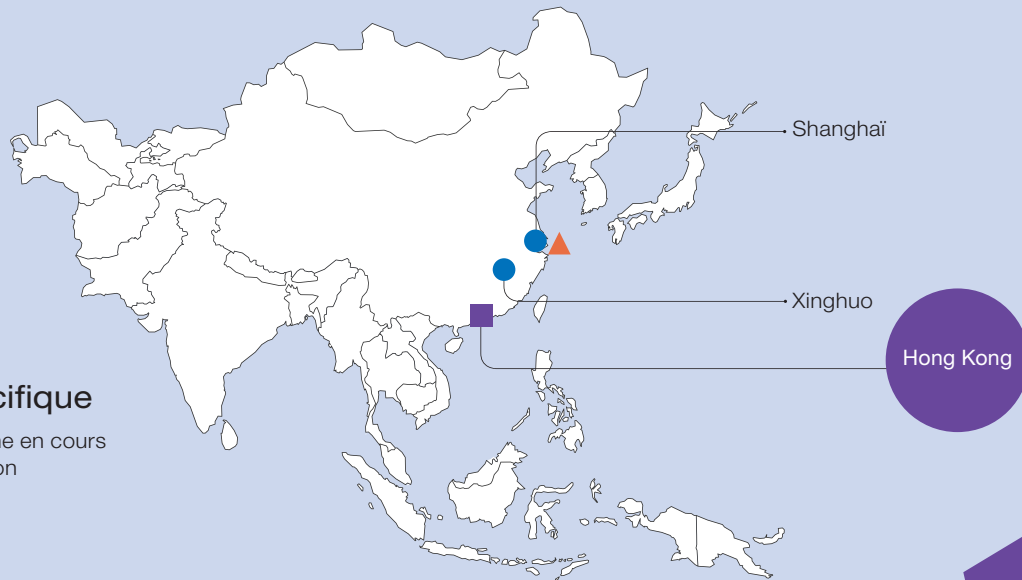 Shanghaï
Xinghuo
Hong Kong
cifique
e en cours
on